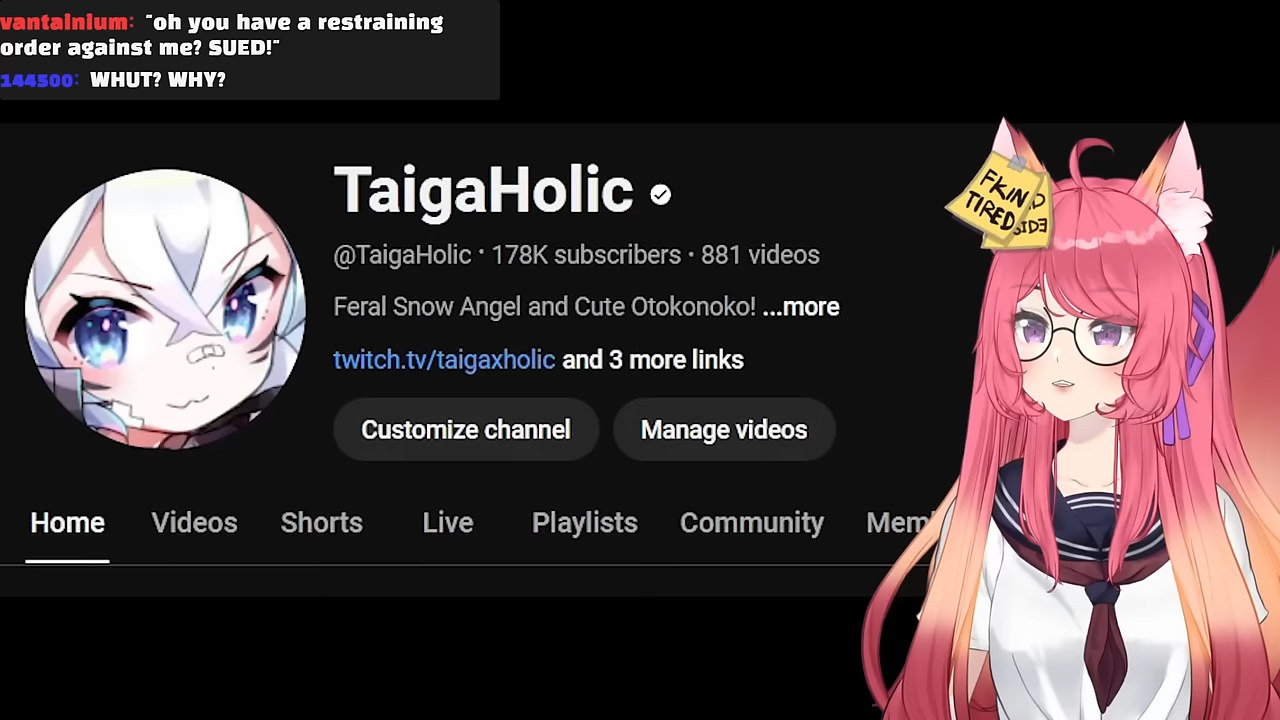 vantainium: "oh you have a restraining
order against me? SUED!"
144500: WHUT? WHY?
TaigaHolic
@TaigaHolic · 178K subscribers · 881 videos
Feral Snow Angel and Cute Otokonoko! ...more
twitch.tv/taigaxholic and 3 more links
Customize channel Manage videos
Home Videos Shorts Live Playlists Community
FKIN
TIRED